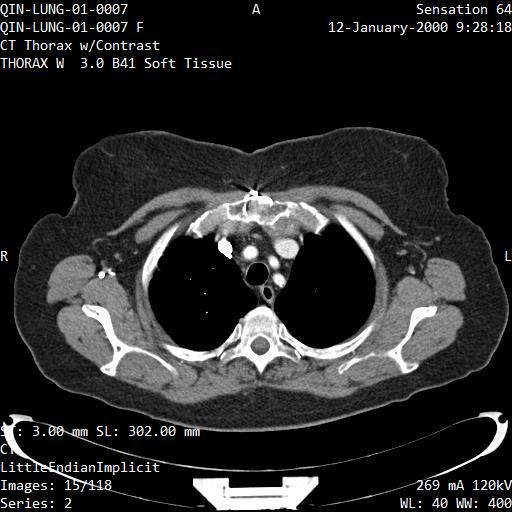 QIN-LUNG-01-0007
A
Sensation 64
QIN-LUNG-01-0007 F
12-January-2000 9:28:18
CT Thorax w/Contrast
THORAX W 3.0 B41 Soft Tissue
R
L
ST: 3.00 mm SL: 302.00 mm
CT
LittleEndianImplicit
Images: 15/118
269 mA 120kV
Series: 2
WL: 40 WW: 400